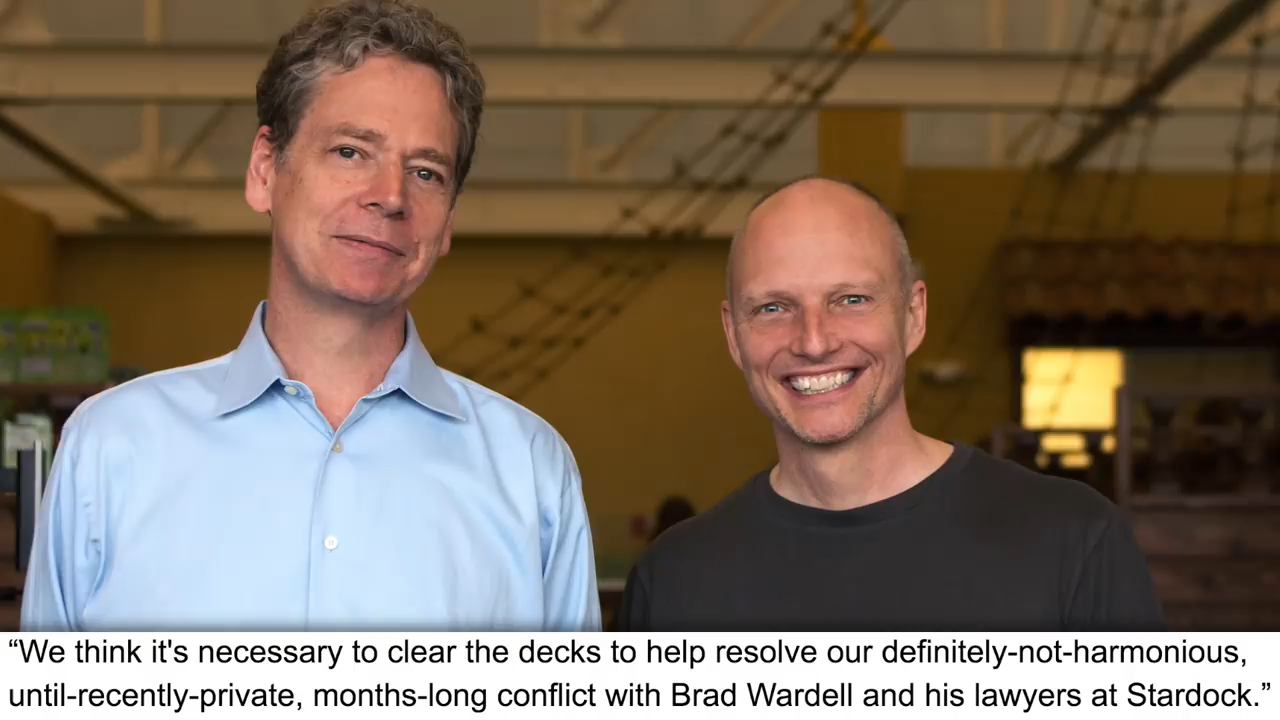 “We think it's necessary to clear the decks to help resolve our definitely-not-harmonious,
until-recently-private, months-long conflict with Brad Wardell and his lawyers at Stardock.”